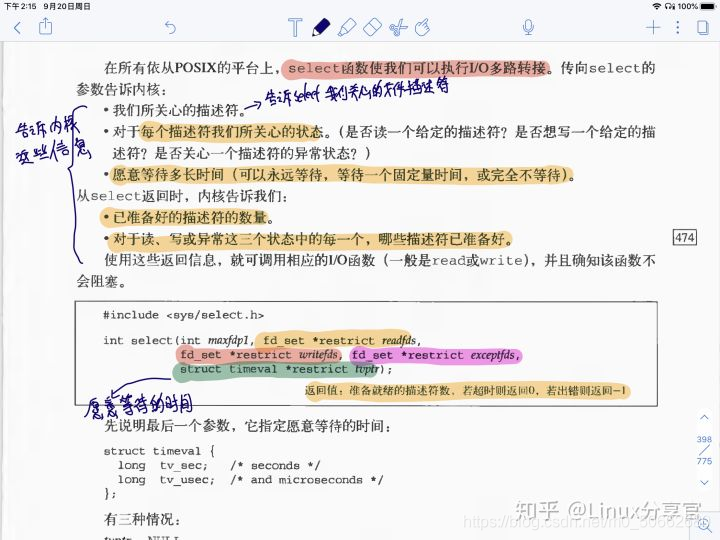 下午 2:15 9月20日周日
100%
在所有依从POSIX的平台上，select函数使我们可以执行I/O多路转接。传向select的
参数告诉内核：
告诉select 我们关心的文件描述符
• 我们所关心的描述符。
告诉内核
这些信息
• 对于每个描述符我们所关心的状态。（是否读一个给定的描述符？是否想写一个给定的描
述符？是否关心一个描述符的异常状态？）
• 愿意等待多长时间（可以永远等待，等待一个固定量时间，或完全不等待）。
从select返回时，内核告诉我们：
• 已准备好的描述符的数量。
• 对于读、写或异常这三个状态中的每一个，哪些描述符已准备好。
474
使用这些返回信息，就可调用相应的I/O函数（一般是read或write），并且确知该函数不
会阻塞。
#include <sys/select.h>
int select(int maxfdp1, fd_set *restrict readfds,
fd_set *restrict writefds, fd_set *restrict exceptfds,
struct timeval *restrict tvptr);
返回值：准备就绪的描述符数，若超时则返回0，若出错则返回-1
愿意等待的时间
先说明最后一个参数，它指定愿意等待的时间：
struct timeval {
long tv_sec; /* seconds */
long tv_usec; /* and microseconds */
};
398
775
有三种情况：
知乎 @Linux分享官